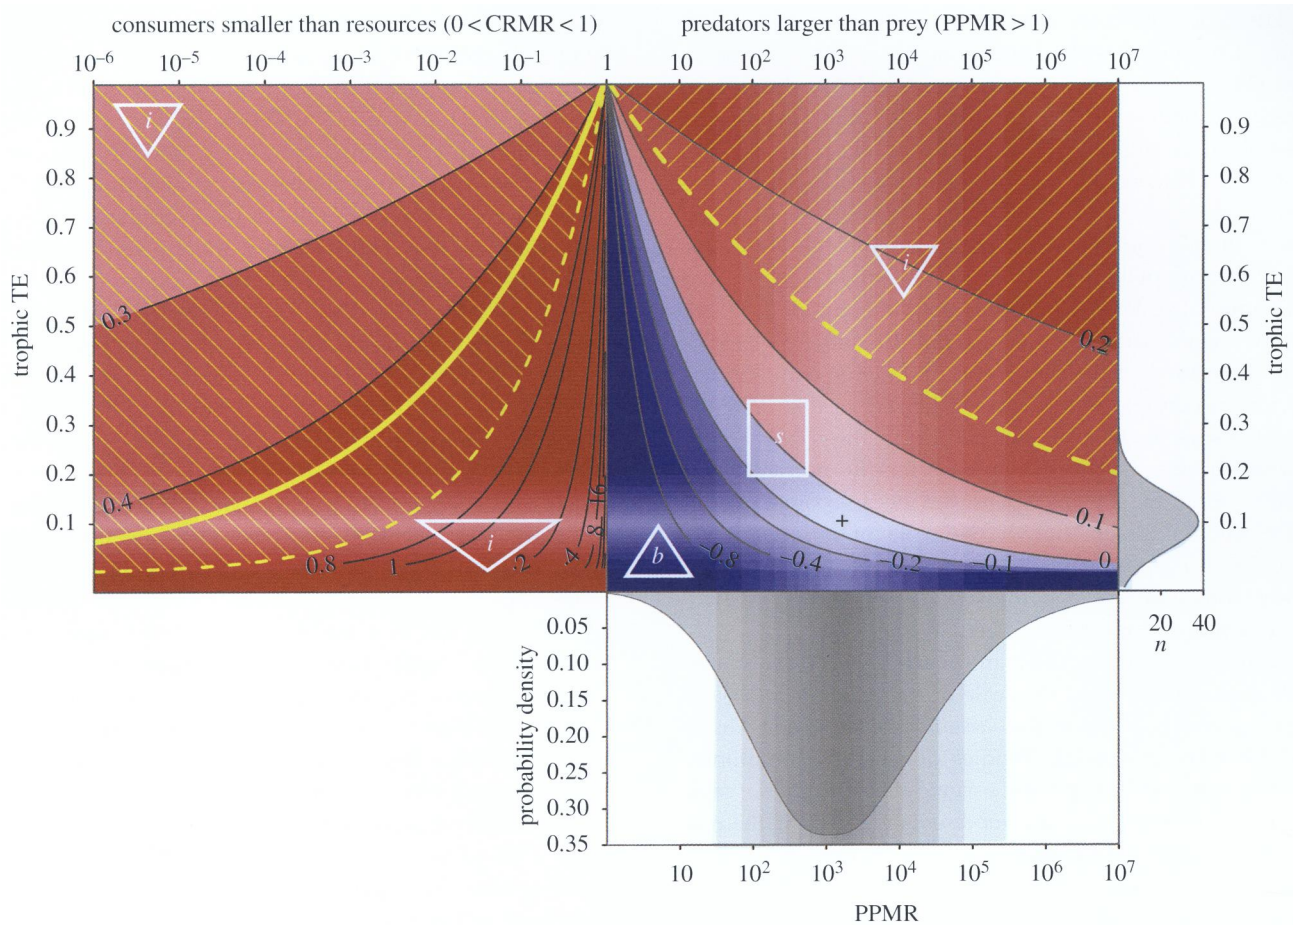 consumers smaller than resources (0 < CRMR < 1) predators larger than prey (PPMR > 1)
10⁻⁶ 10⁻⁵ 10⁻⁴ 10⁻³ 10⁻² 10⁻¹ 1 10 10² 10³ 10⁴ 10⁵ 10⁶ 10⁷
i
0.9 0.9
0.8 0.8
0.7 0.7
0.6 i 0.6
trophic TE
trophic TE
0.5 0.3 0.2 0.5
0.4 0.4
0.3 s 0.3
0.2 0.2
0.4 16 0.1
0.1 i 8 + 0.1
0.8 1 .2 .4 b −0.8 −0.4 −0.2 −0.1 0
20 40
n
probability density
0.05
0.10
0.15
0.20
0.25
0.30
0.35
10 10² 10³ 10⁴ 10⁵ 10⁶ 10⁷
PPMR